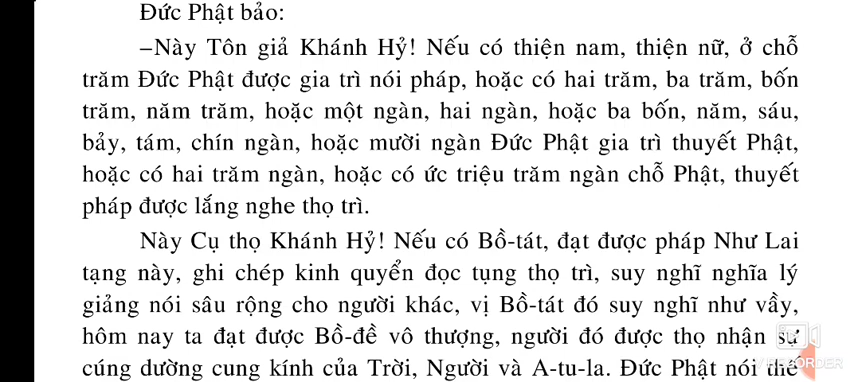 Đức Phật bảo:
–Này Tôn giả Khánh Hỷ! Nếu có thiện nam, thiện nữ, ở chỗ
trăm Đức Phật được gia trì nói pháp, hoặc có hai trăm, ba trăm, bốn
trăm, năm trăm, hoặc một ngàn, hai ngàn, hoặc ba bốn, năm, sáu,
bảy, tám, chín ngàn, hoặc mười ngàn Đức Phật gia trì thuyết Phật,
hoặc có hai trăm ngàn, hoặc có ức triệu trăm ngàn chỗ Phật, thuyết
pháp được lắng nghe thọ trì.
Này Cụ thọ Khánh Hỷ! Nếu có Bồ-tát, đạt được pháp Như Lai
tạng này, ghi chép kinh quyển đọc tụng thọ trì, suy nghĩ nghĩa lý
giảng nói sâu rộng cho người khác, vị Bồ-tát đó suy nghĩ như vầy,
hôm nay ta đạt được Bồ-đề vô thượng, người đó được thọ nhận sự
cúng dường cung kính của Trời, Người và A-tu-la. Đức Phật nói thế